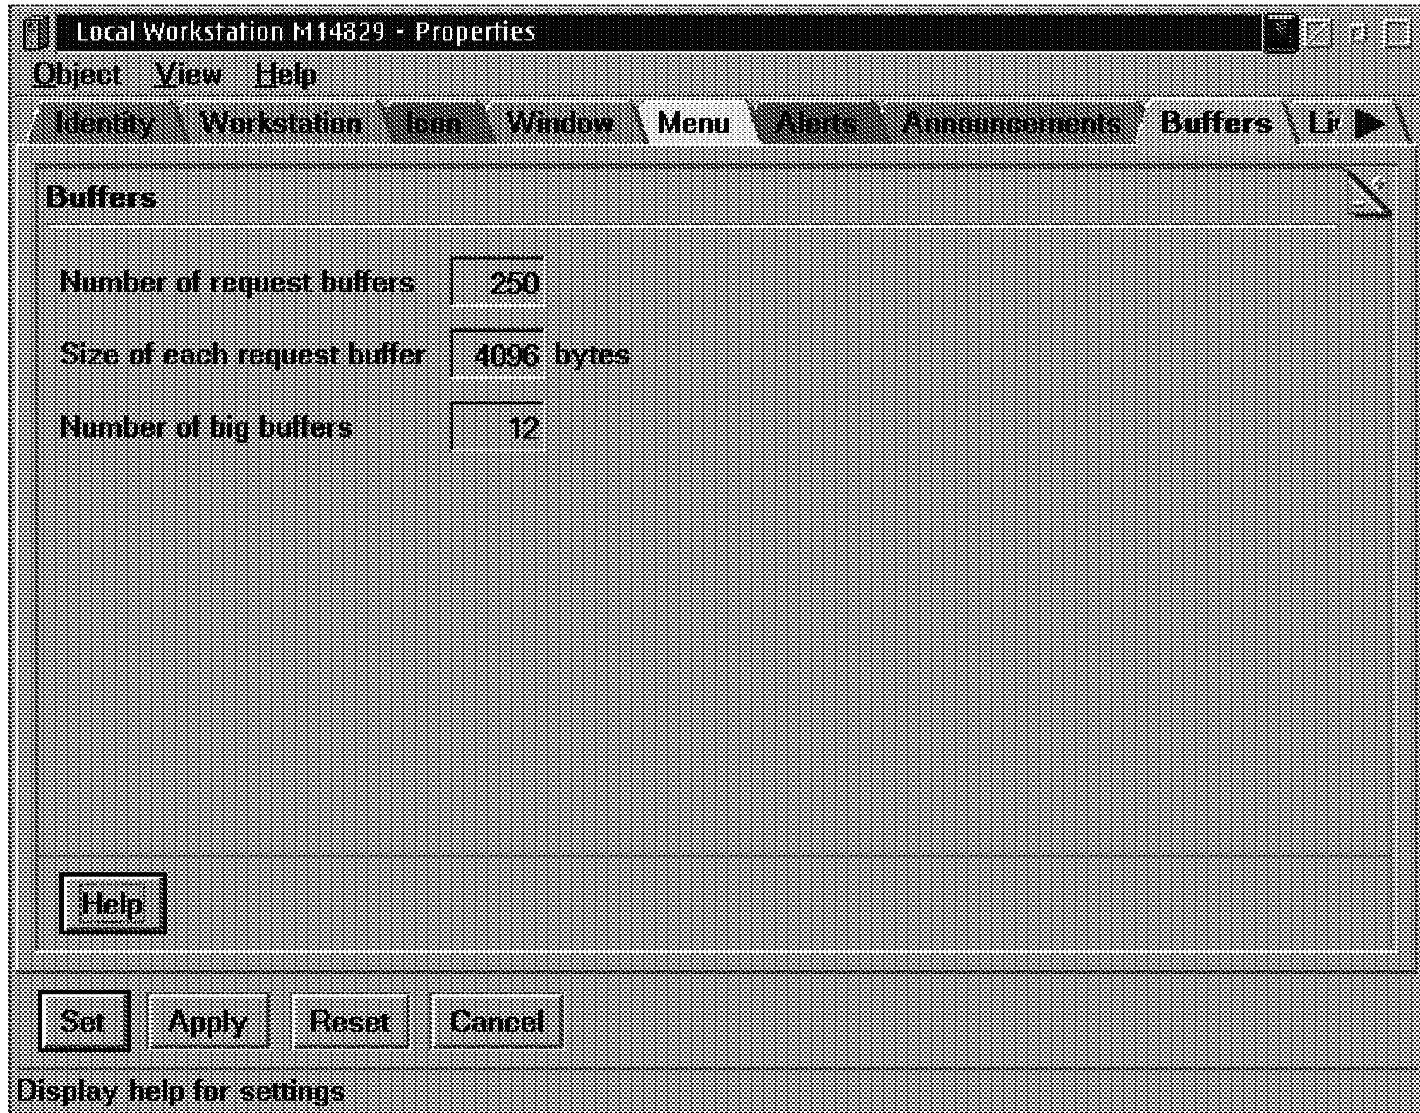 Local Workstation M14829 - Properties
Object View Help
Identity Workstation Icon Window Menu Alerts Announcements Buffers
Buffers
Number of request buffers 250
Size of each request buffer 4096 bytes
Number of big buffers 12
Help
Set Apply Reset Cancel
Display help for settings